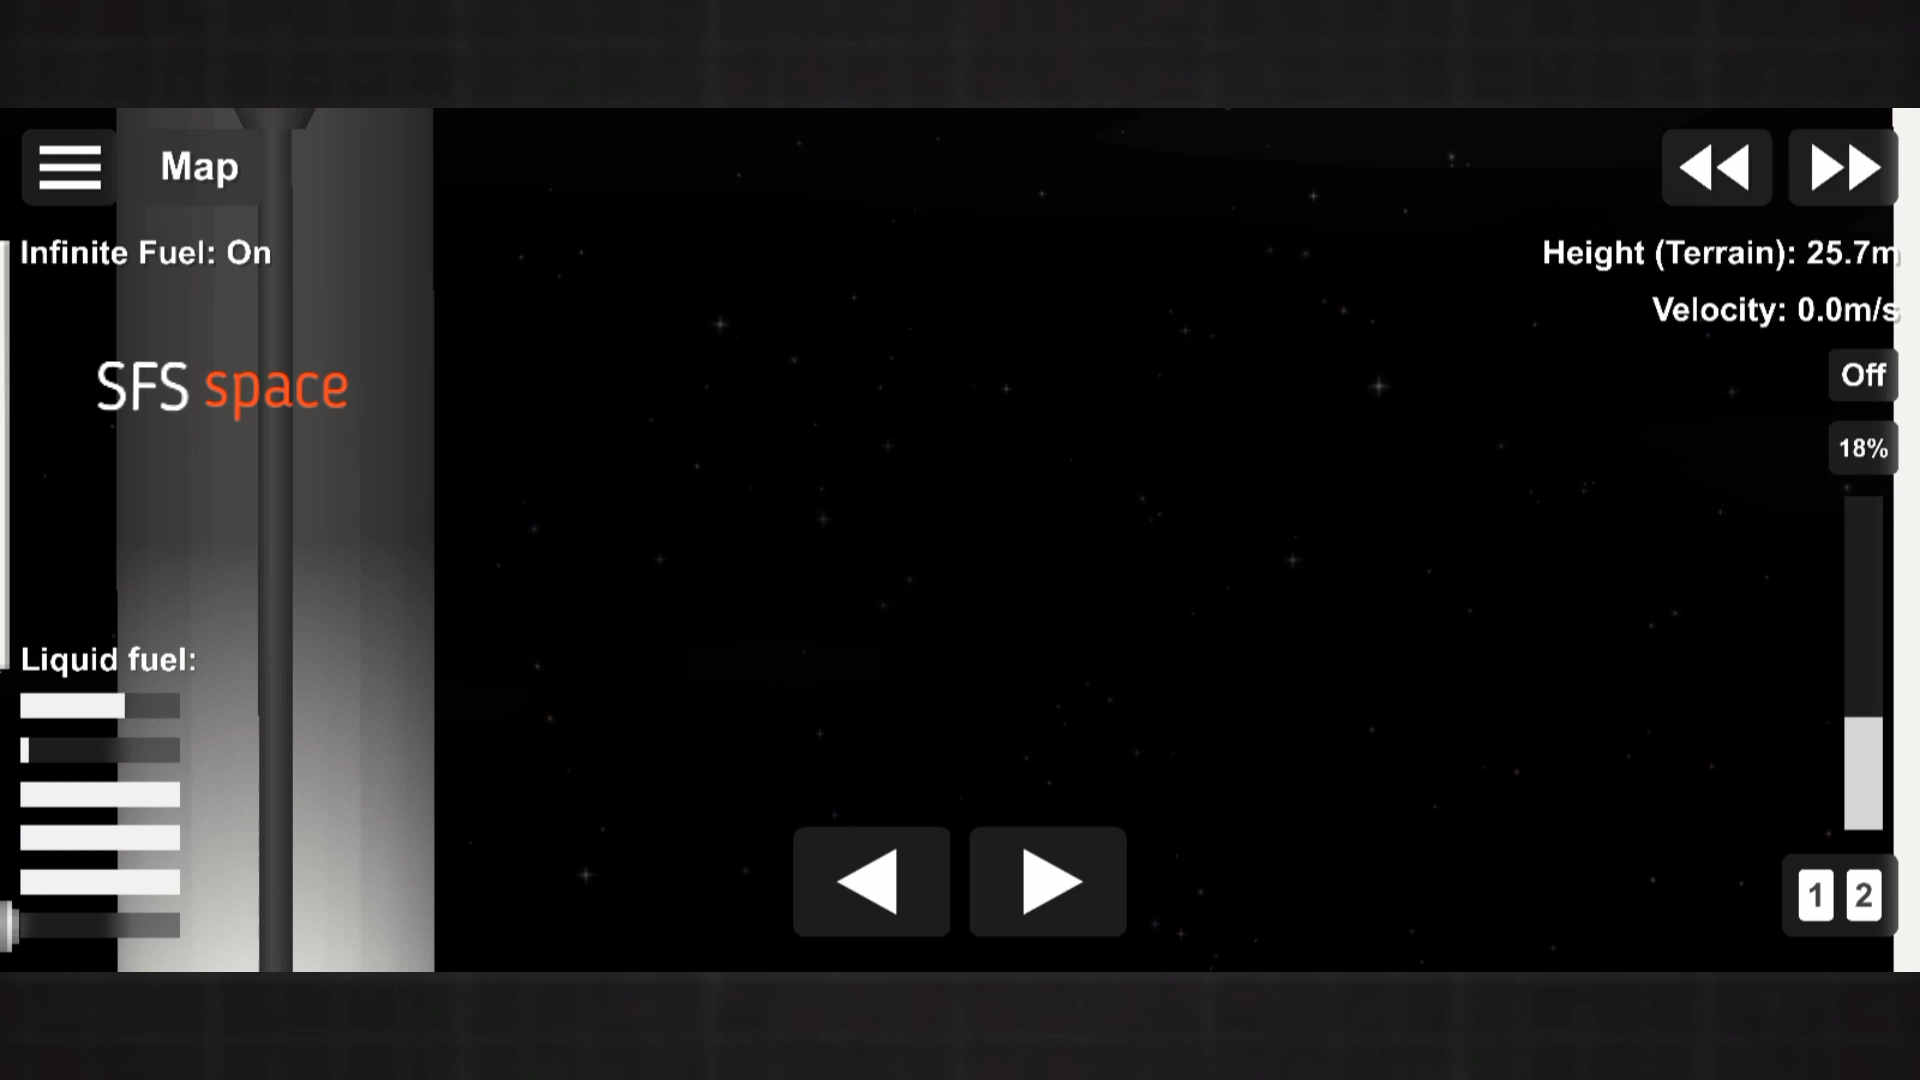 Map
Infinite Fuel: On
Height (Terrain): 25.7m
Velocity: 0.0m/s
SFS space
Off
18%
Liquid fuel:
1 2